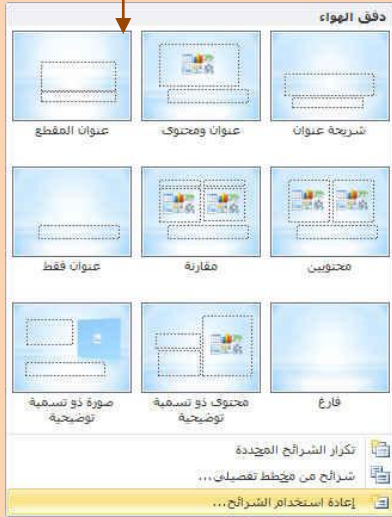 دفق الهواء
شريحة عنوان
عنوان ومحتوى
عنوان المقطع
محتويين
مقارنة
عنوان فقط
فارغ
محتوى ذو تسمية
توضيحية
صورة ذو تسمية
توضيحية
تكرار الشرائح المحددة
شرائح من مخطط تفصيلي...
إعادة استخدام الشرائح...